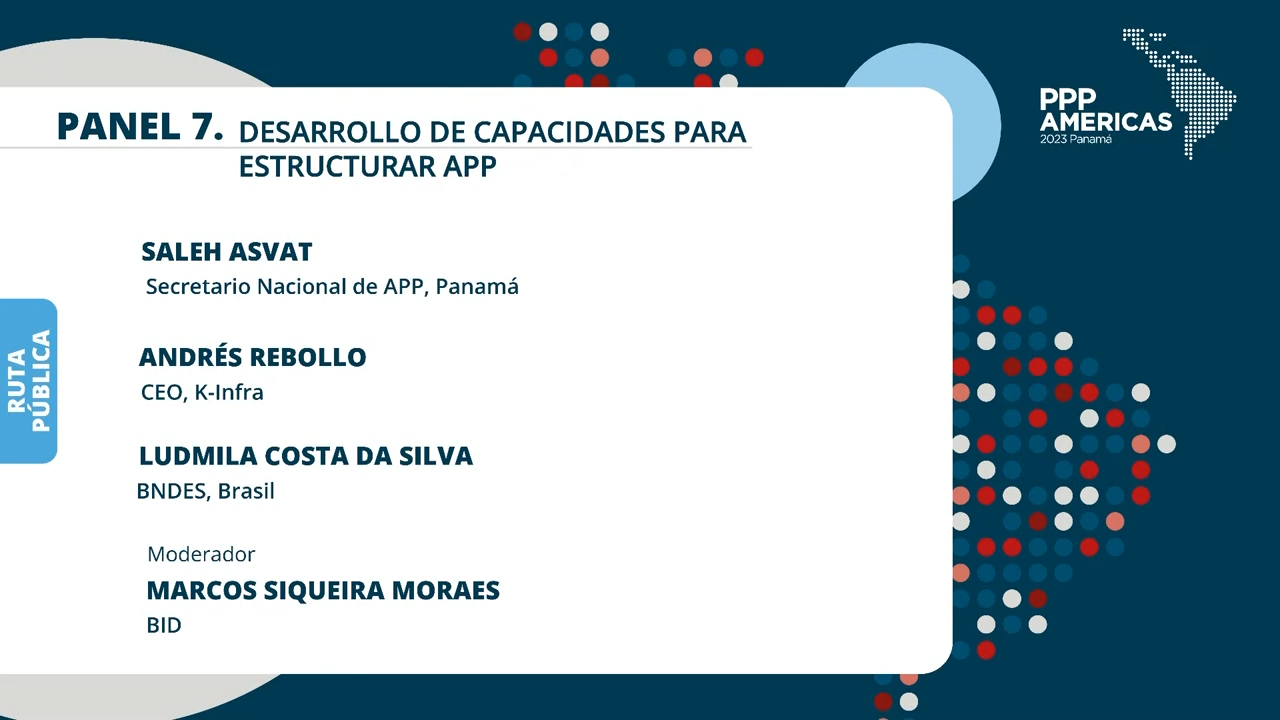 PANEL 7. DESARROLLO DE CAPACIDADES PARA
ESTRUCTURAR APP
SALEH ASVAT
Secretario Nacional de APP, Panamá
ANDRÉS REBOLLO
CEO, K-Infra
LUDMILA COSTA DA SILVA
BNDES, Brasil
Moderador
MARCOS SIQUEIRA MORAES
BID
RUTA
PÚBLICA
PPP
AMERICAS
2023 Panamá